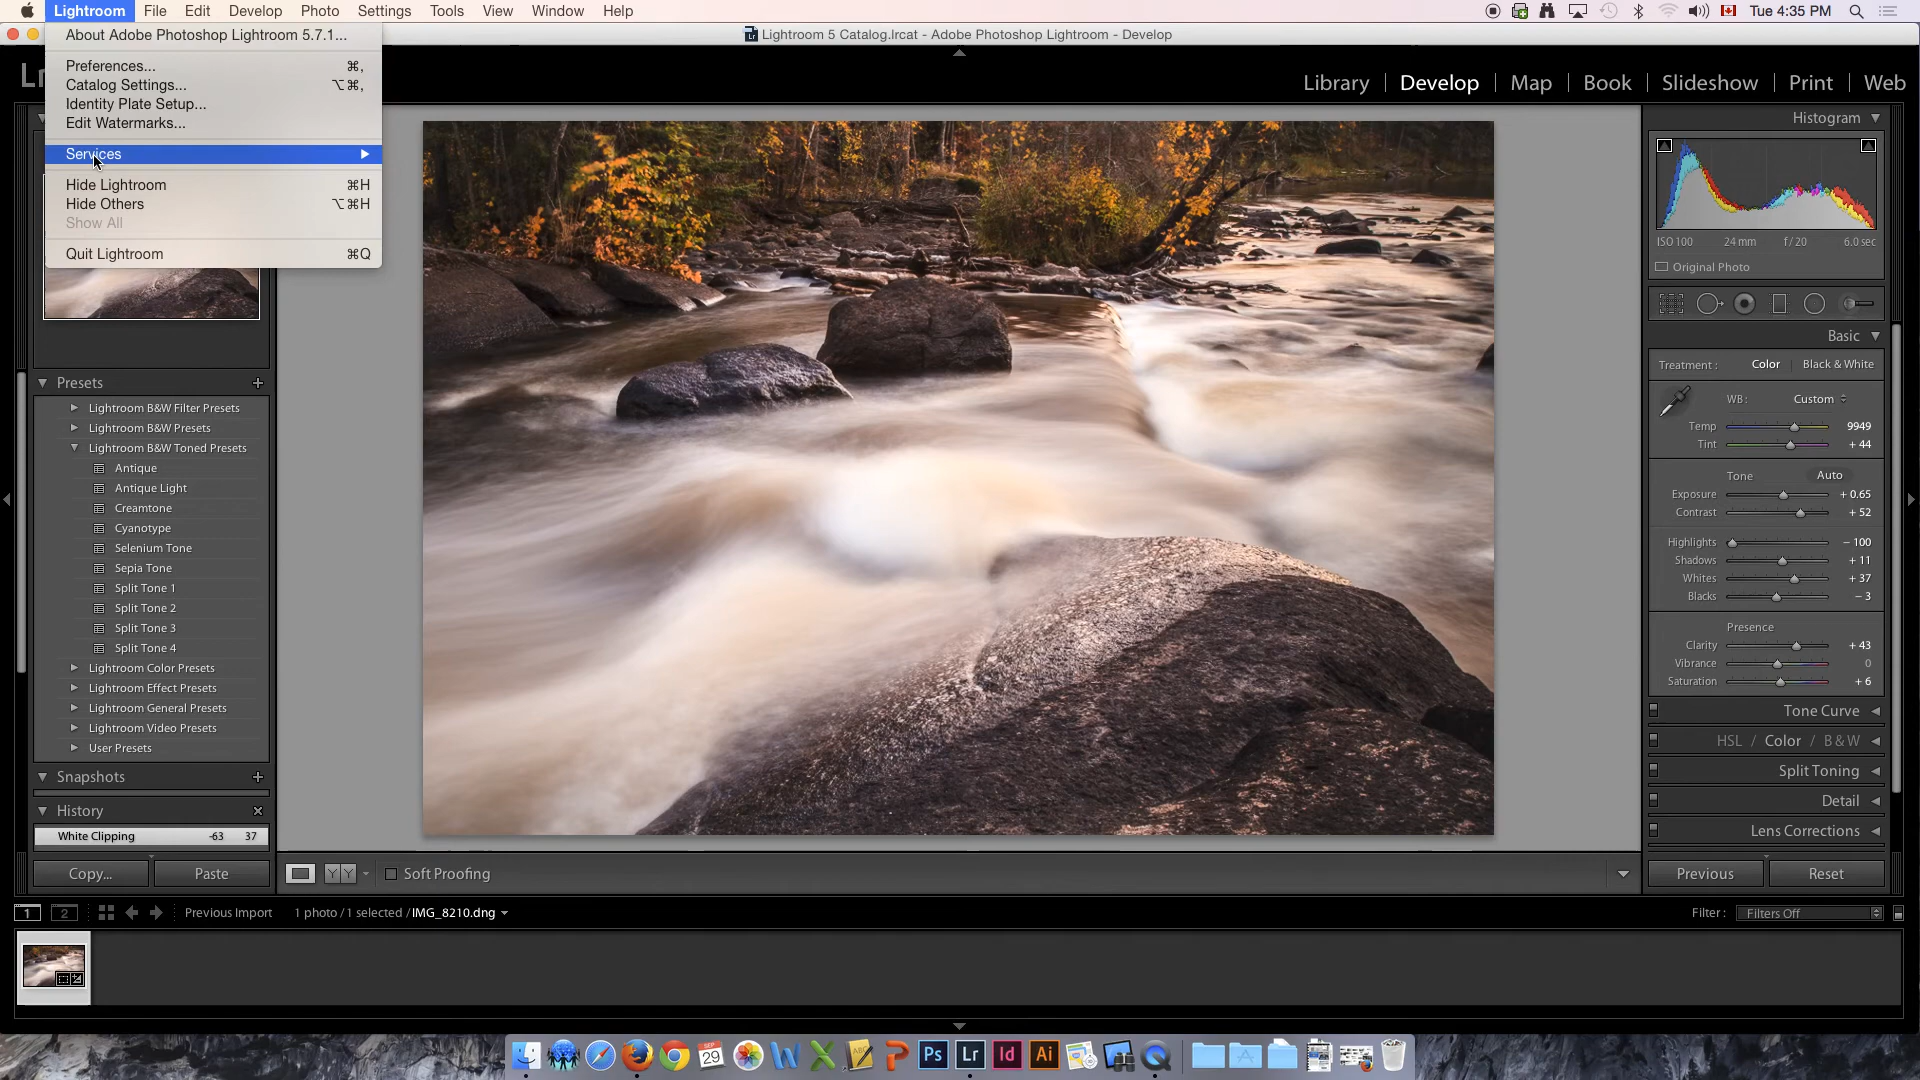 Lightroom File Edit Develop Photo Settings Tools View Window Help Tue 4:35 PM
Lightroom 5 Catalog.lrcat - Adobe Photoshop Lightroom - Develop
About Adobe Photoshop Lightroom 5.7.1...
Preferences... ⌘,
Catalog Settings... ⌥⌘,
Identity Plate Setup...
Edit Watermarks...
Services
Hide Lightroom ⌘H
Hide Others ⌥⌘H
Show All
Quit Lightroom ⌘Q
Lr
Library | Develop | Map | Book | Slideshow | Print | Web
Presets +
Lightroom B&W Filter Presets
Lightroom B&W Presets
Lightroom B&W Toned Presets
Antique
Antique Light
Creamtone
Cyanotype
Selenium Tone
Sepia Tone
Split Tone 1
Split Tone 2
Split Tone 3
Split Tone 4
Lightroom Color Presets
Lightroom Effect Presets
Lightroom General Presets
Lightroom Video Presets
User Presets
Snapshots +
History ×
White Clipping -63 37
Copy... Paste
YY Soft Proofing
Histogram
ISO 100 24 mm f / 20 6.0 sec
Original Photo
Basic
Treatment : Color | Black & White
WB : Custom
Temp 9949
Tint + 44
Tone Auto
Exposure + 0.65
Contrast + 52
Highlights − 100
Shadows + 11
Whites + 37
Blacks − 3
Presence
Clarity + 43
Vibrance 0
Saturation + 6
Tone Curve
HSL / Color / B & W
Split Toning
Detail
Lens Corrections
Previous Reset
1 2 Previous Import 1 photo / 1 selected / IMG_8210.dng Filter : Filters Off
SEP 29 W X P Ps Lr Id Ai A